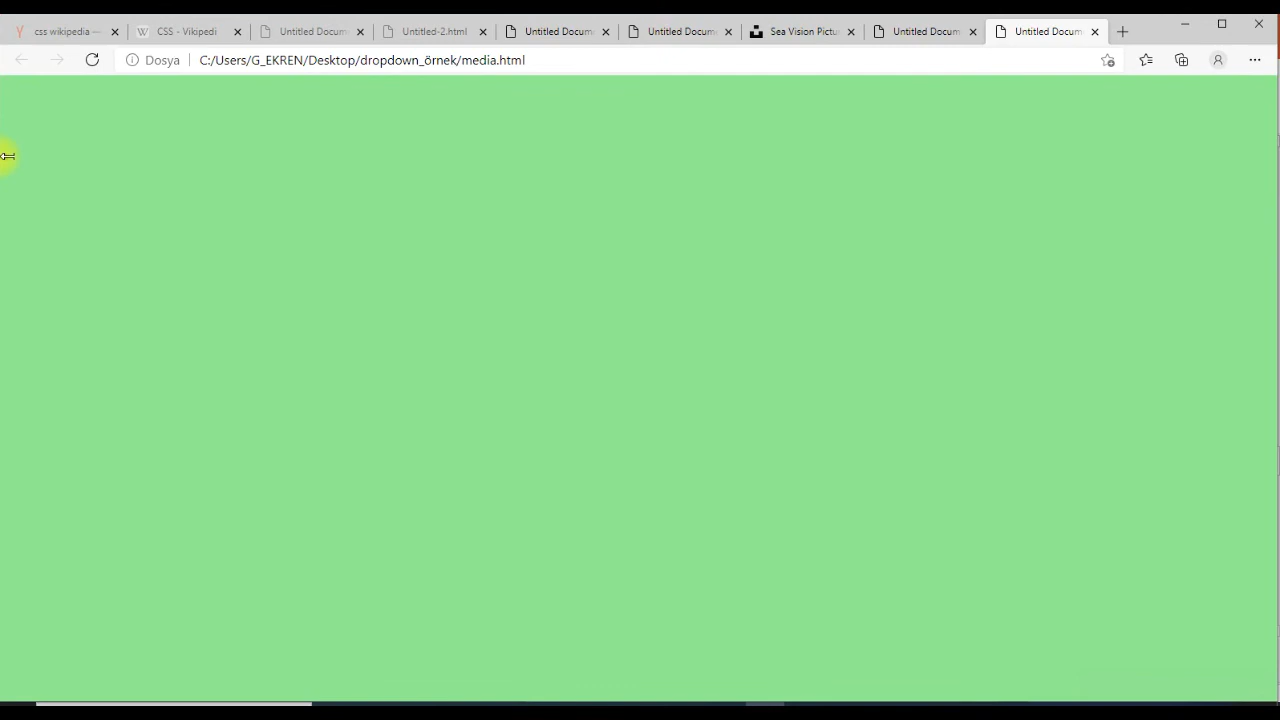 css wikipedia —
CSS - Vikipedi
Untitled Docum
Untitled-2.html
Untitled Docum
Untitled Docum
Sea Vision Pictu
Untitled Docum
Untitled Docum
Dosya
C:/Users/G_EKREN/Desktop/dropdown_örnek/media.html